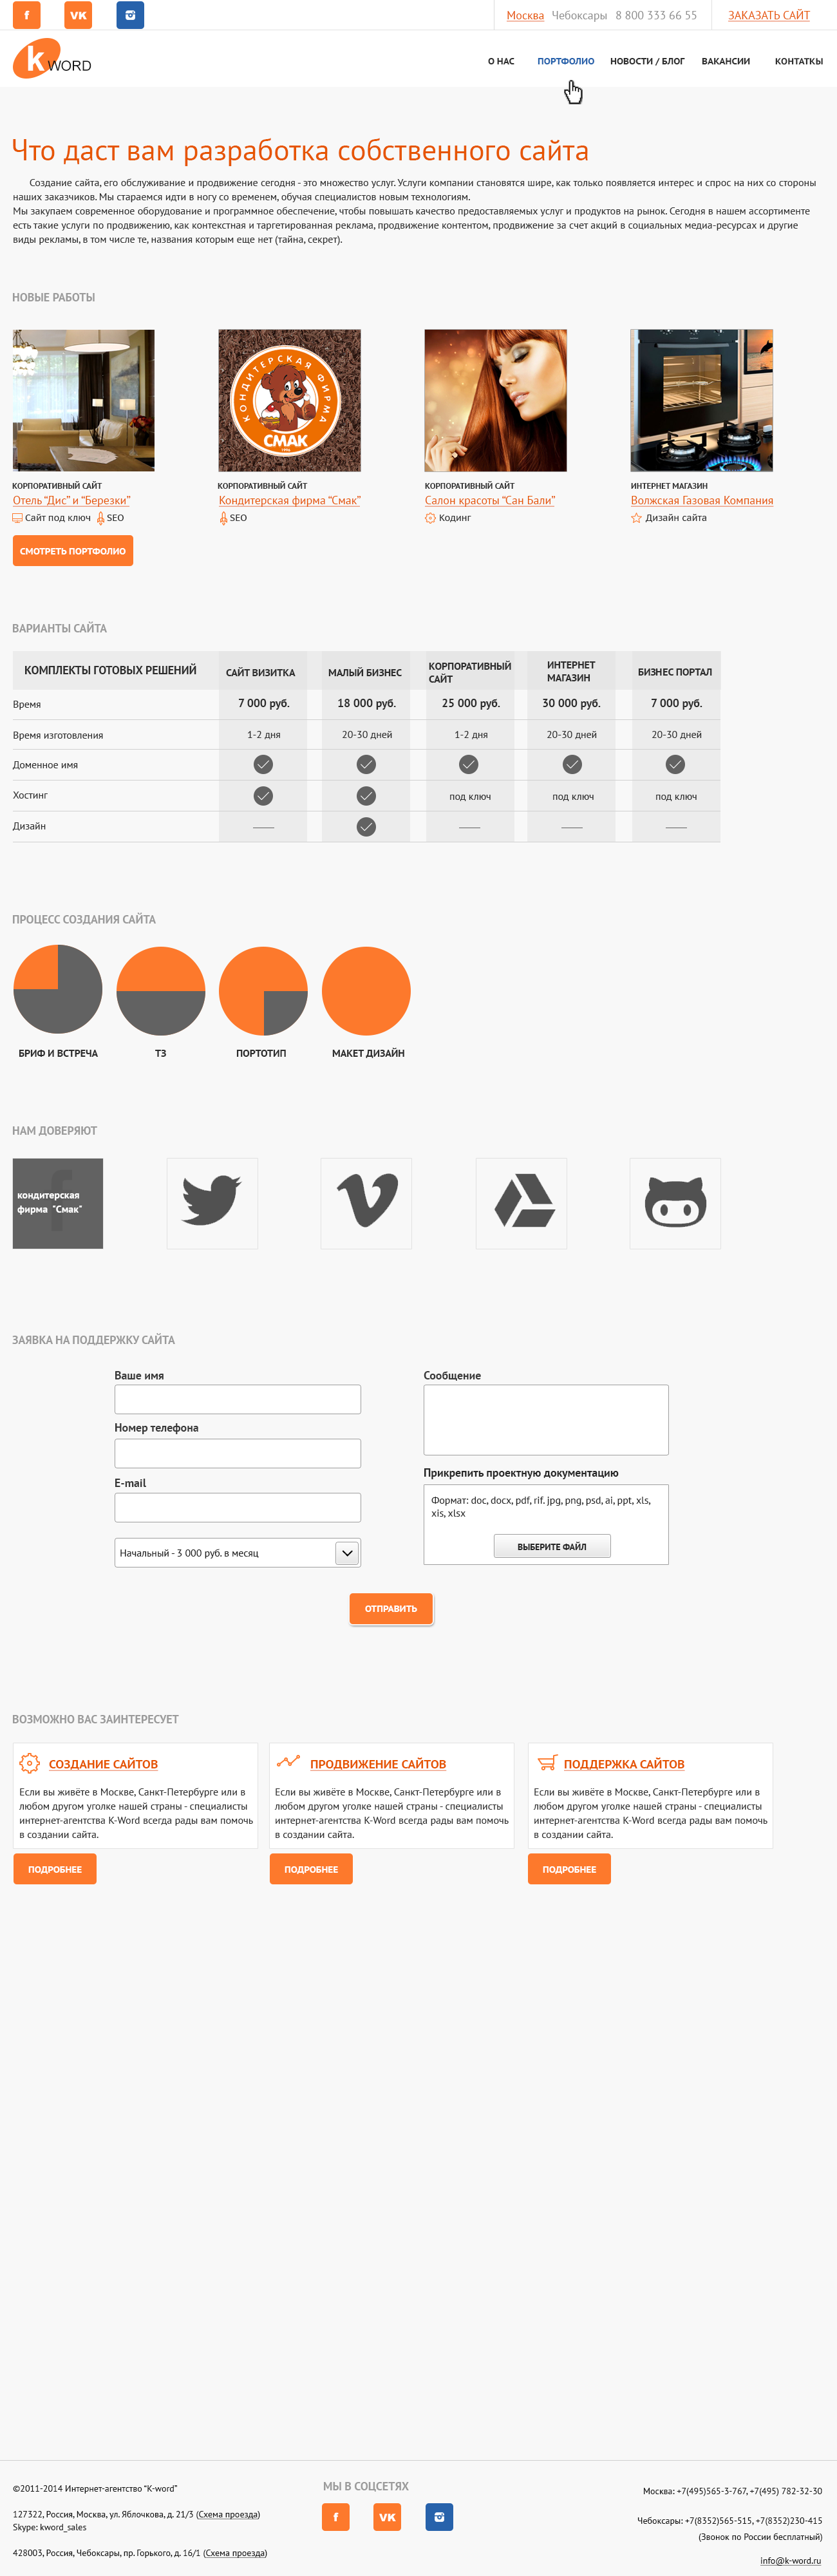 f
VK
Москва Чебоксары 8 800 333 66 55
ЗАКАЗАТЬ САЙТ
k WORD
О НАС ПОРТФОЛИО НОВОСТИ / БЛОГ ВАКАНСИИ КОНТАТКЫ
Что даст вам разработка собственного сайта
Создание сайта, его обслуживание и продвижение сегодня - это множество услуг. Услуги компании становятся шире, как только появляется интерес и спрос на них со стороны
наших заказчиков. Мы стараемся идти в ногу со временем, обучая специалистов новым технологиям.
Мы закупаем современное оборудование и программное обеспечение, чтобы повышать качество предоставляемых услуг и продуктов на рынок. Сегодня в нашем ассортименте
есть такие услуги по продвижению, как контекстная и таргетированная реклама, продвижение контентом, продвижение за счет акций в социальных медиа-ресурсах и другие
виды рекламы, в том числе те, названия которым еще нет (тайна, секрет).
НОВЫЕ РАБОТЫ
КОНДИТЕРСКАЯ ФИРМА
СМАК
1996
КОРПОРАТИВНЫЙ САЙТ
Отель “Дис” и “Березки”
Сайт под ключ SEO
КОРПОРАТИВНЫЙ САЙТ
Кондитерская фирма “Смак”
SEO
КОРПОРАТИВНЫЙ САЙТ
Салон красоты “Сан Бали”
Кодинг
ИНТЕРНЕТ МАГАЗИН
Волжская Газовая Компания
Дизайн сайта
СМОТРЕТЬ ПОРТФОЛИО
ВАРИАНТЫ САЙТА
КОМПЛЕКТЫ ГОТОВЫХ РЕШЕНИЙ
САЙТ ВИЗИТКА
МАЛЫЙ БИЗНЕС
КОРПОРАТИВНЫЙ
САЙТ
ИНТЕРНЕТ
МАГАЗИН
БИЗНЕС ПОРТАЛ
Время 7 000 руб. 18 000 руб. 25 000 руб. 30 000 руб. 7 000 руб.
Время изготовления 1-2 дня 20-30 дней 1-2 дня 20-30 дней 20-30 дней
Доменное имя
Хостинг под ключ под ключ под ключ
Дизайн
ПРОЦЕСС СОЗДАНИЯ САЙТА
БРИФ И ВСТРЕЧА ТЗ ПОРТОТИП МАКЕТ ДИЗАЙН
НАМ ДОВЕРЯЮТ
кондитерская
фирма "Смак"
ЗАЯВКА НА ПОДДЕРЖКУ САЙТА
Ваше имя
Номер телефона
E-mail
Начальный - 3 000 руб. в месяц
Сообщение
Прикрепить проектную документацию
Формат: doc, docx, pdf, rif. jpg, png, psd, ai, ppt, xls,
xis, xlsx
ВЫБЕРИТЕ ФАЙЛ
ОТПРАВИТЬ
ВОЗМОЖНО ВАС ЗАИНТЕРЕСУЕТ
СОЗДАНИЕ САЙТОВ
Если вы живёте в Москве, Санкт-Петербурге или в
любом другом уголке нашей страны - специалисты
интернет-агентства K-Word всегда рады вам помочь
в создании сайта.
ПОДРОБНЕЕ
ПРОДВИЖЕНИЕ САЙТОВ
Если вы живёте в Москве, Санкт-Петербурге или в
любом другом уголке нашей страны - специалисты
интернет-агентства K-Word всегда рады вам помочь
в создании сайта.
ПОДРОБНЕЕ
ПОДДЕРЖКА САЙТОВ
Если вы живёте в Москве, Санкт-Петербурге или в
любом другом уголке нашей страны - специалисты
интернет-агентства K-Word всегда рады вам помочь
в создании сайта.
ПОДРОБНЕЕ
©2011-2014 Интернет-агентство “K-word”
127322, Россия, Москва, ул. Яблочкова, д. 21/3 (Схема проезда)
Skype: kword_sales
428003, Россия, Чебоксары, пр. Горького, д. 16/1 (Схема проезда)
МЫ В СОЦСЕТЯХ
f
VK
Москва: +7(495)565-3-767, +7(495) 782-32-30
Чебоксары: +7(8352)565-515, +7(8352)230-415
(Звонок по России бесплатный)
info@k-word.ru